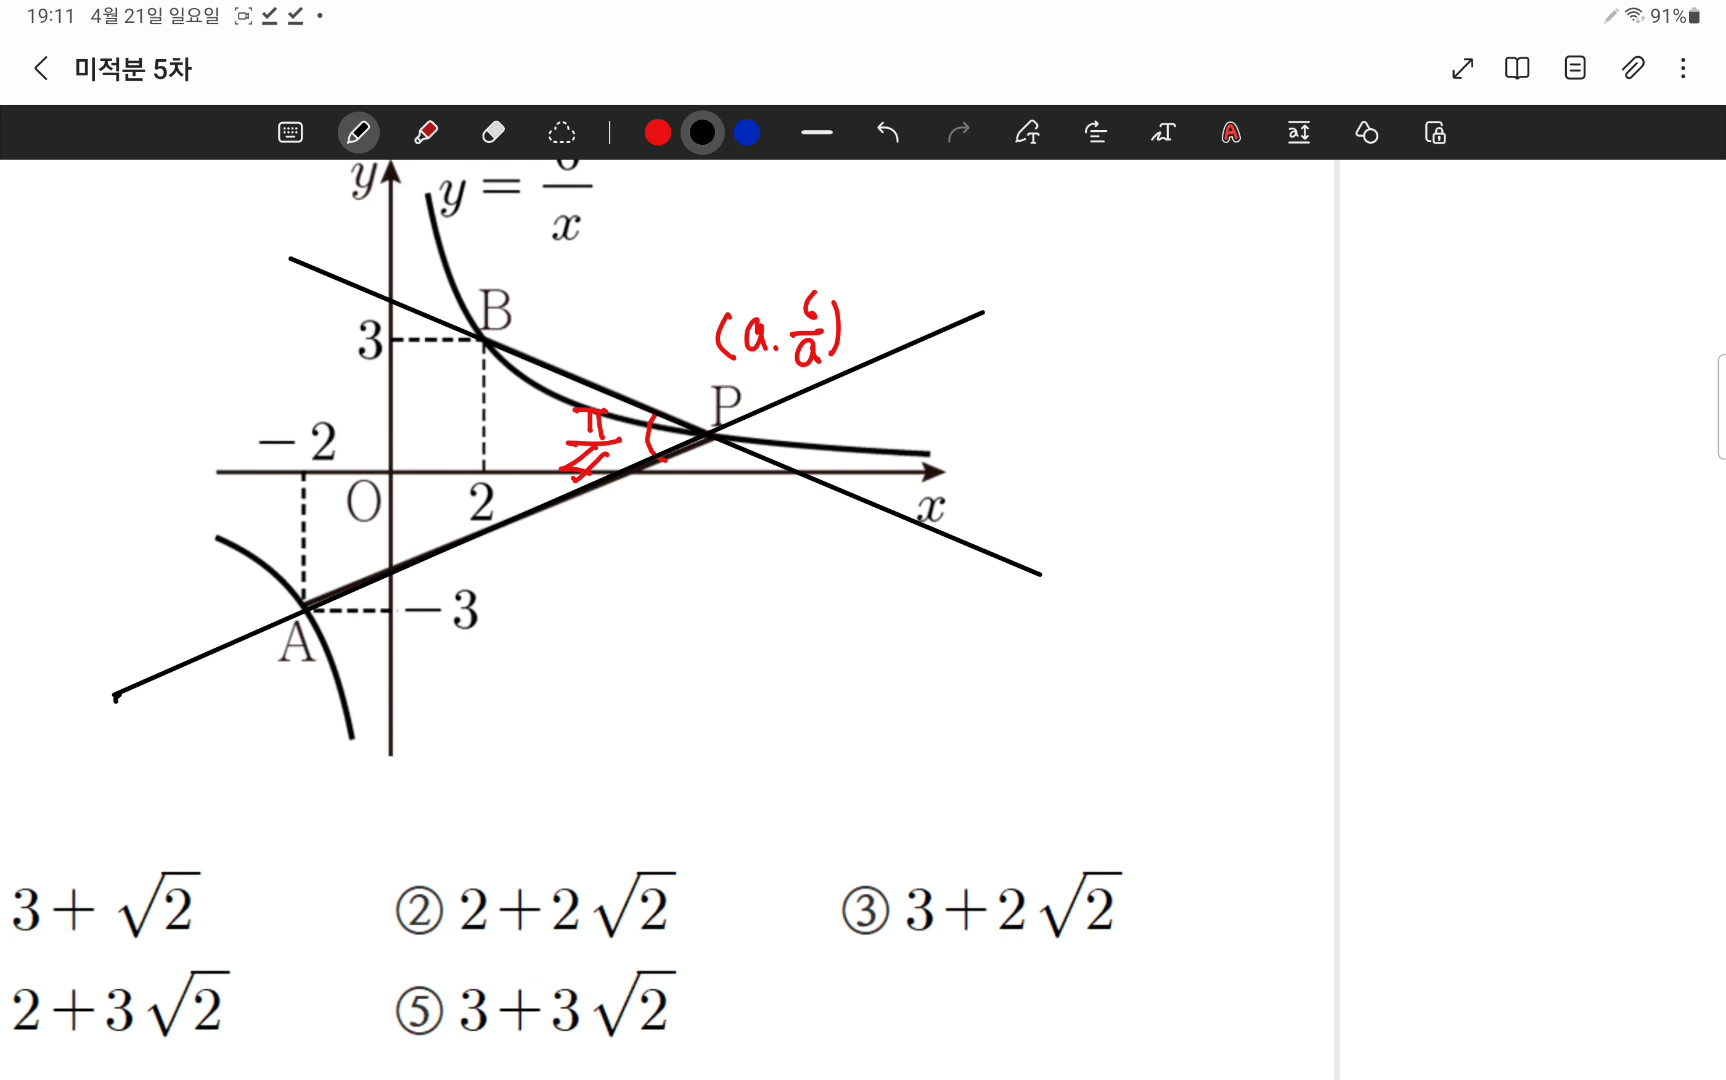 19:11 4월 21일 일요일
91%
미적분 5차
y
y = /x
B
3
(a. 6/a)
P
-2
π
O
2
x
-3
A
3+√2 ② 2+2√2 ③ 3+2√2
2+3√2 ⑤ 3+3√2